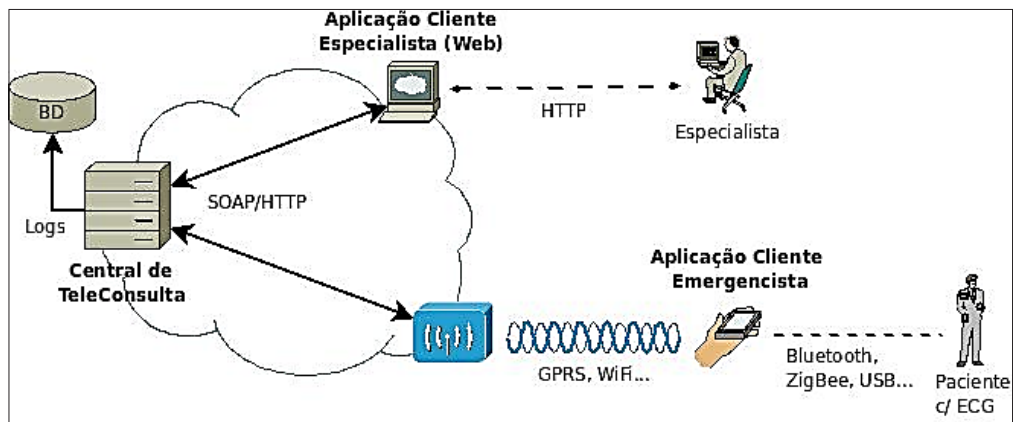 Aplicação Cliente
Especialista (Web)
BD
HTTP
Especialista
SOAP/HTTP
Logs
Central de
TeleConsulta
Aplicação Cliente
Emergencista
GPRS, WiFi...
Bluetooth,
ZigBee, USB...
Paciente
c/ ECG